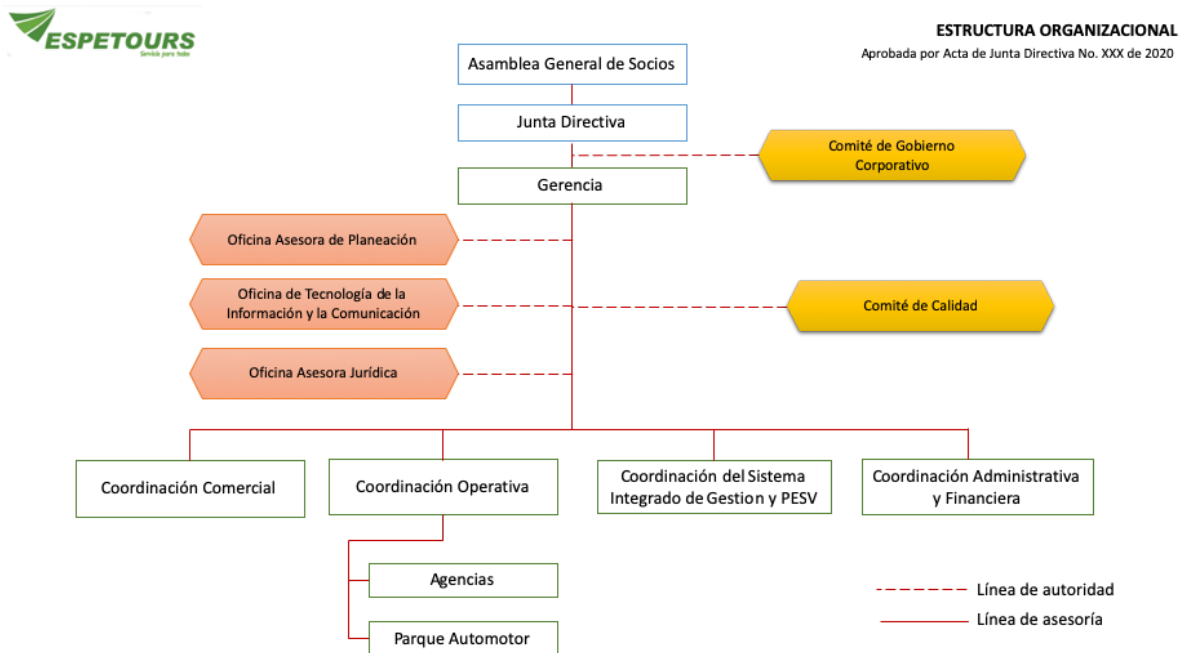 ESPETOURS
Servicio para todos
ESTRUCTURA ORGANIZACIONAL
Aprobada por Acta de Junta Directiva No. XXX de 2020
Asamblea General de Socios
Junta Directiva
Comité de Gobierno
Corporativo
Gerencia
Oficina Asesora de Planeación
Oficina de Tecnología de la
Información y la Comunicación
Comité de Calidad
Oficina Asesora Jurídica
Coordinación Comercial
Coordinación Operativa
Coordinación del Sistema
Integrado de Gestion y PESV
Coordinación Administrativa
y Financiera
Agencias
Parque Automotor
Línea de autoridad
Línea de asesoría